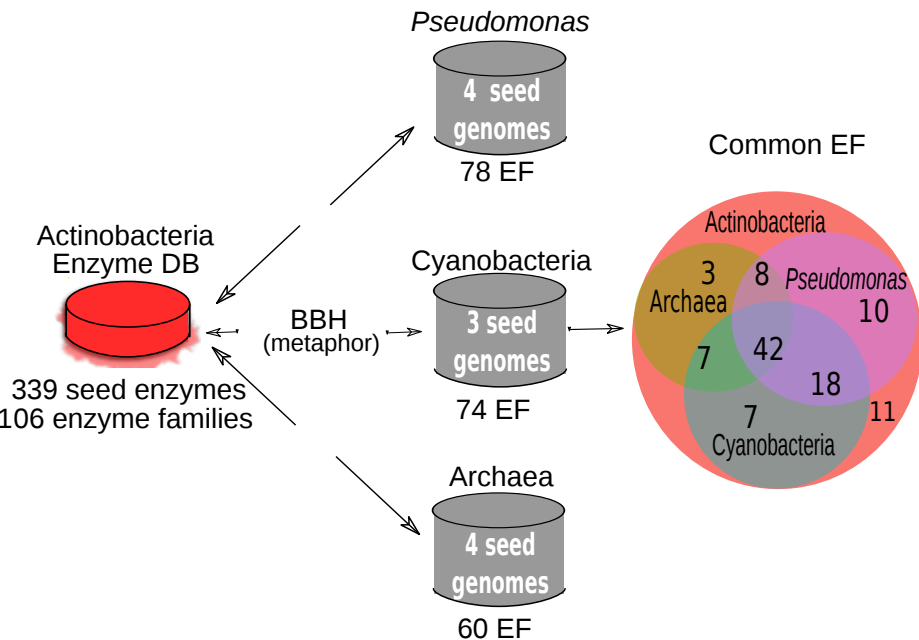 Pseudomonas
4 seed
genomes
78 EF
Common EF
Actinobacteria
Enzyme DB
339 seed enzymes
106 enzyme families
BBH
(metaphor)
Cyanobacteria
3 seed
genomes
74 EF
Actinobacteria
3
8
Pseudomonas
Archaea
10
7
42
18
7
11
Cyanobacteria
Archaea
4 seed
genomes
60 EF